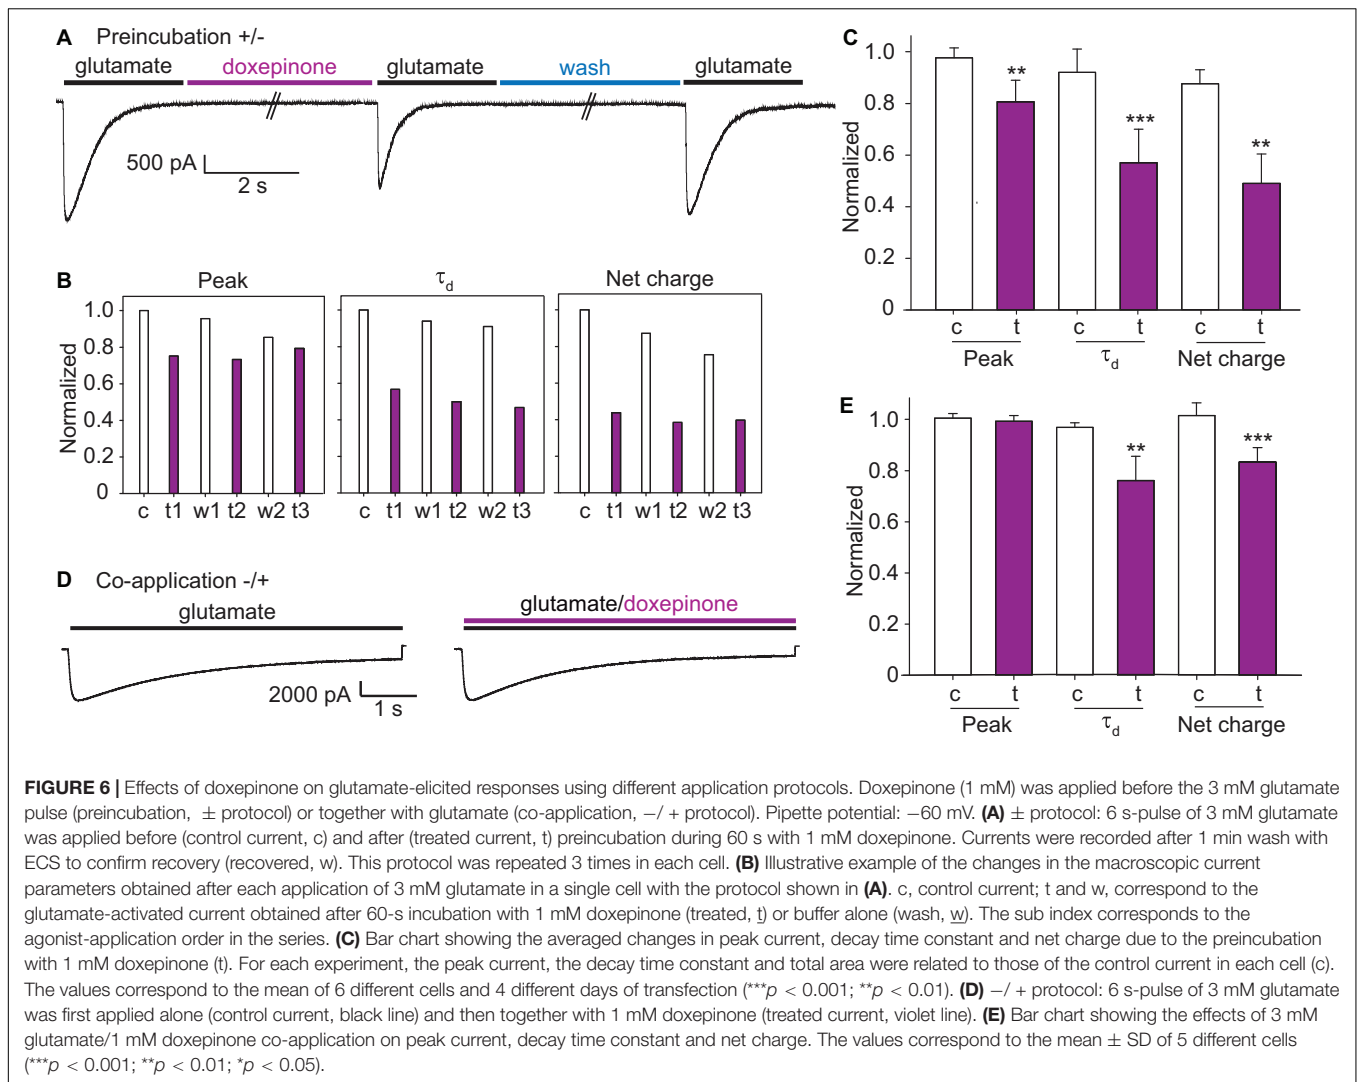 A Preincubation +/-
glutamate doxepinone glutamate wash glutamate
500 pA
2 s
B
Peak τd Net charge
Normalized
1.0
0.8
0.6
0.4
0.2
0
c t1 w1 t2 w2 t3
c t1 w1 t2 w2 t3
c t1 w1 t2 w2 t3
C
Normalized
1.0
0.8
0.6
0.4
0.2
0
** *** **
c t c t c t
Peak τd Net charge
D Co-application -/+
glutamate
glutamate/doxepinone
2000 pA
1 s
E
Normalized
1.0
0.8
0.6
0.4
0.2
0
** ***
c t c t c t
Peak τd Net charge
FIGURE 6 | Effects of doxepinone on glutamate-elicited responses using different application protocols. Doxepinone (1 mM) was applied before the 3 mM glutamate
pulse (preincubation, ± protocol) or together with glutamate (co-application, −/ + protocol). Pipette potential: −60 mV. (A) ± protocol: 6 s-pulse of 3 mM glutamate
was applied before (control current, c) and after (treated current, t) preincubation during 60 s with 1 mM doxepinone. Currents were recorded after 1 min wash with
ECS to confirm recovery (recovered, w). This protocol was repeated 3 times in each cell. (B) Illustrative example of the changes in the macroscopic current
parameters obtained after each application of 3 mM glutamate in a single cell with the protocol shown in (A). c, control current; t and w, correspond to the
glutamate-activated current obtained after 60-s incubation with 1 mM doxepinone (treated, t) or buffer alone (wash, w). The sub index corresponds to the
agonist-application order in the series. (C) Bar chart showing the averaged changes in peak current, decay time constant and net charge due to the preincubation
with 1 mM doxepinone (t). For each experiment, the peak current, the decay time constant and total area were related to those of the control current in each cell (c).
The values correspond to the mean of 6 different cells and 4 different days of transfection (***p < 0.001; **p < 0.01). (D) −/ + protocol: 6 s-pulse of 3 mM glutamate
was first applied alone (control current, black line) and then together with 1 mM doxepinone (treated current, violet line). (E) Bar chart showing the effects of 3 mM
glutamate/1 mM doxepinone co-application on peak current, decay time constant and net charge. The values correspond to the mean ± SD of 5 different cells
(***p < 0.001; **p < 0.01; *p < 0.05).